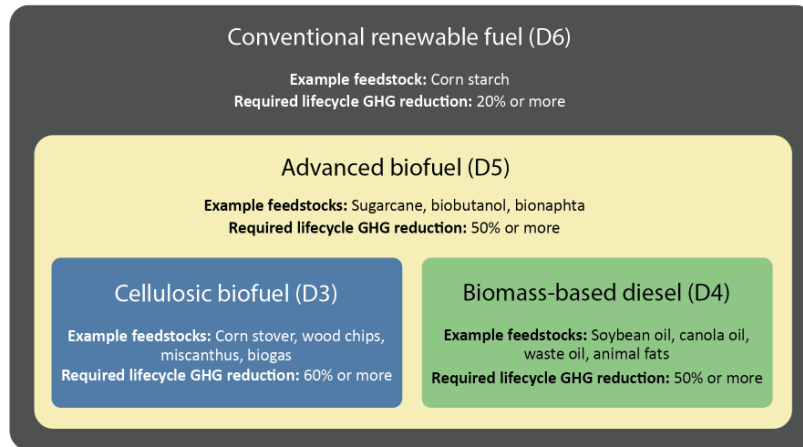 Conventional renewable fuel (D6)
Example feedstock: Corn starch
Required lifecycle GHG reduction: 20% or more
Advanced biofuel (D5)
Example feedstocks: Sugarcane, biobutanol, bionaphta
Required lifecycle GHG reduction: 50% or more
Cellulosic biofuel (D3)
Example feedstocks: Corn stover, wood chips,
miscanthus, biogas
Required lifecycle GHG reduction: 60% or more
Biomass-based diesel (D4)
Example feedstocks: Soybean oil, canola oil,
waste oil, animal fats
Required lifecycle GHG reduction: 50% or more